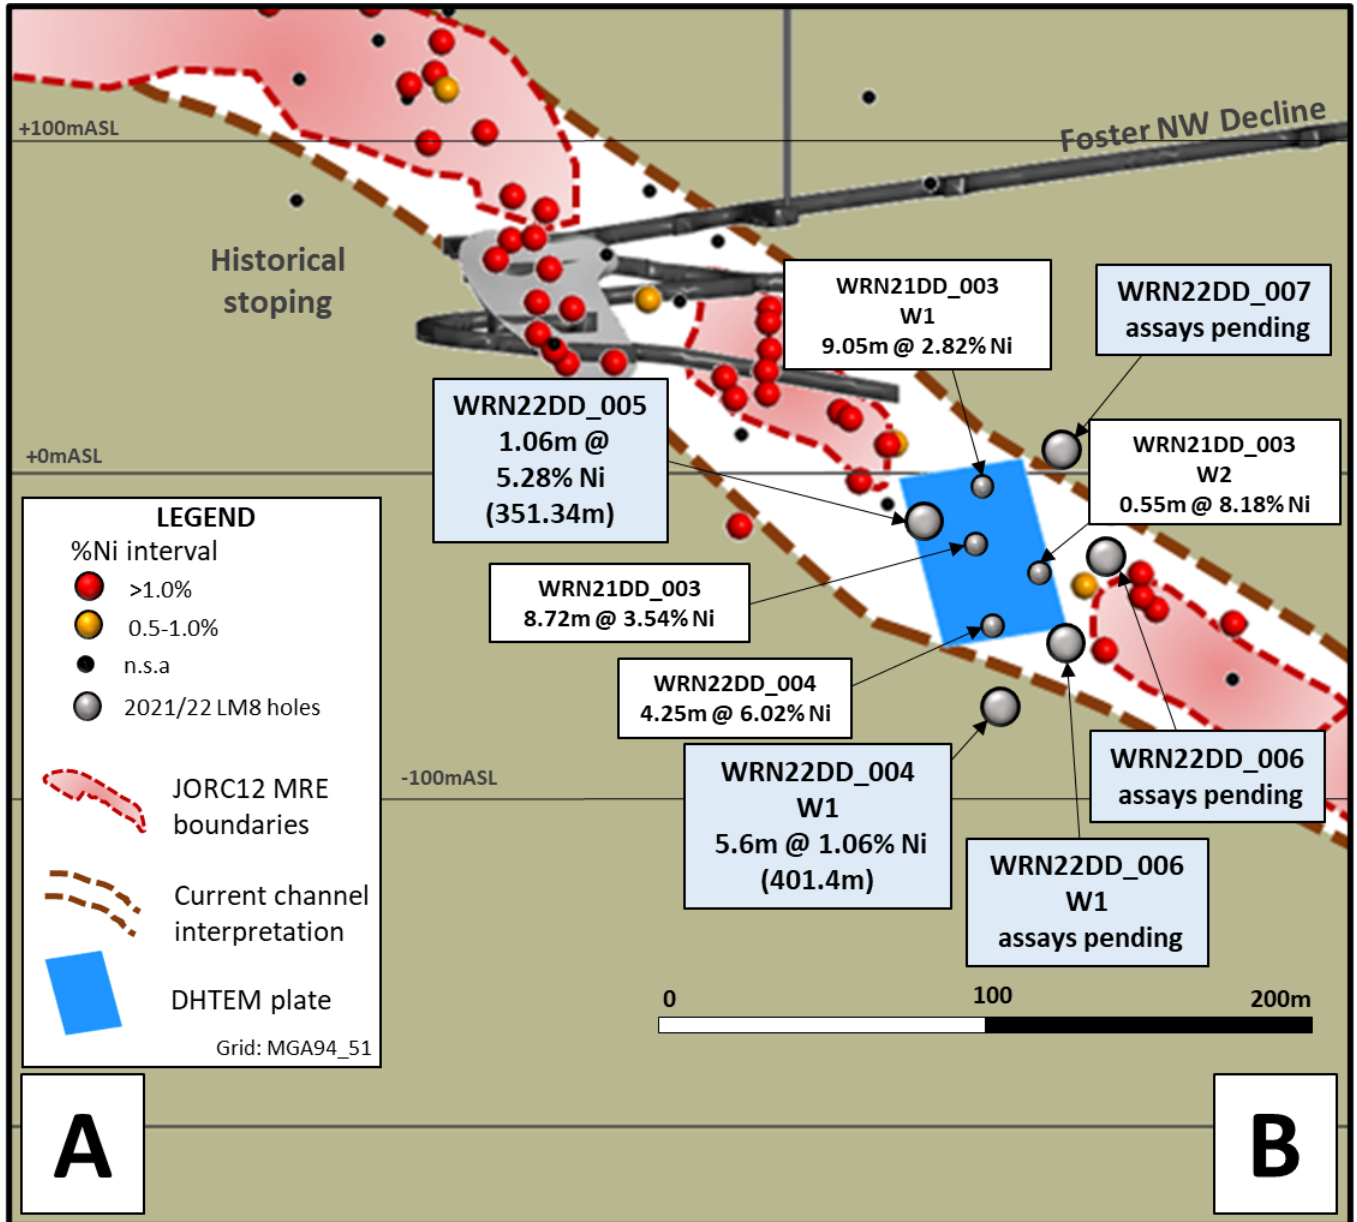 +100mASL
Foster NW Decline
Historical
stoping
WRN21DD_003
W1
9.05m @ 2.82% Ni
WRN22DD_007
assays pending
WRN22DD_005
1.06m @
5.28% Ni
(351.34m)
+0mASL
WRN21DD_003
W2
0.55m @ 8.18% Ni
LEGEND
%Ni interval
>1.0%
0.5-1.0%
n.s.a
2021/22 LM8 holes
JORC12 MRE
boundaries
Current channel
interpretation
DHTEM plate
Grid: MGA94_51
WRN21DD_003
8.72m @ 3.54% Ni
WRN22DD_004
4.25m @ 6.02% Ni
-100mASL
WRN22DD_004
W1
5.6m @ 1.06% Ni
(401.4m)
WRN22DD_006
assays pending
WRN22DD_006
W1
assays pending
0 100 200m
A
B